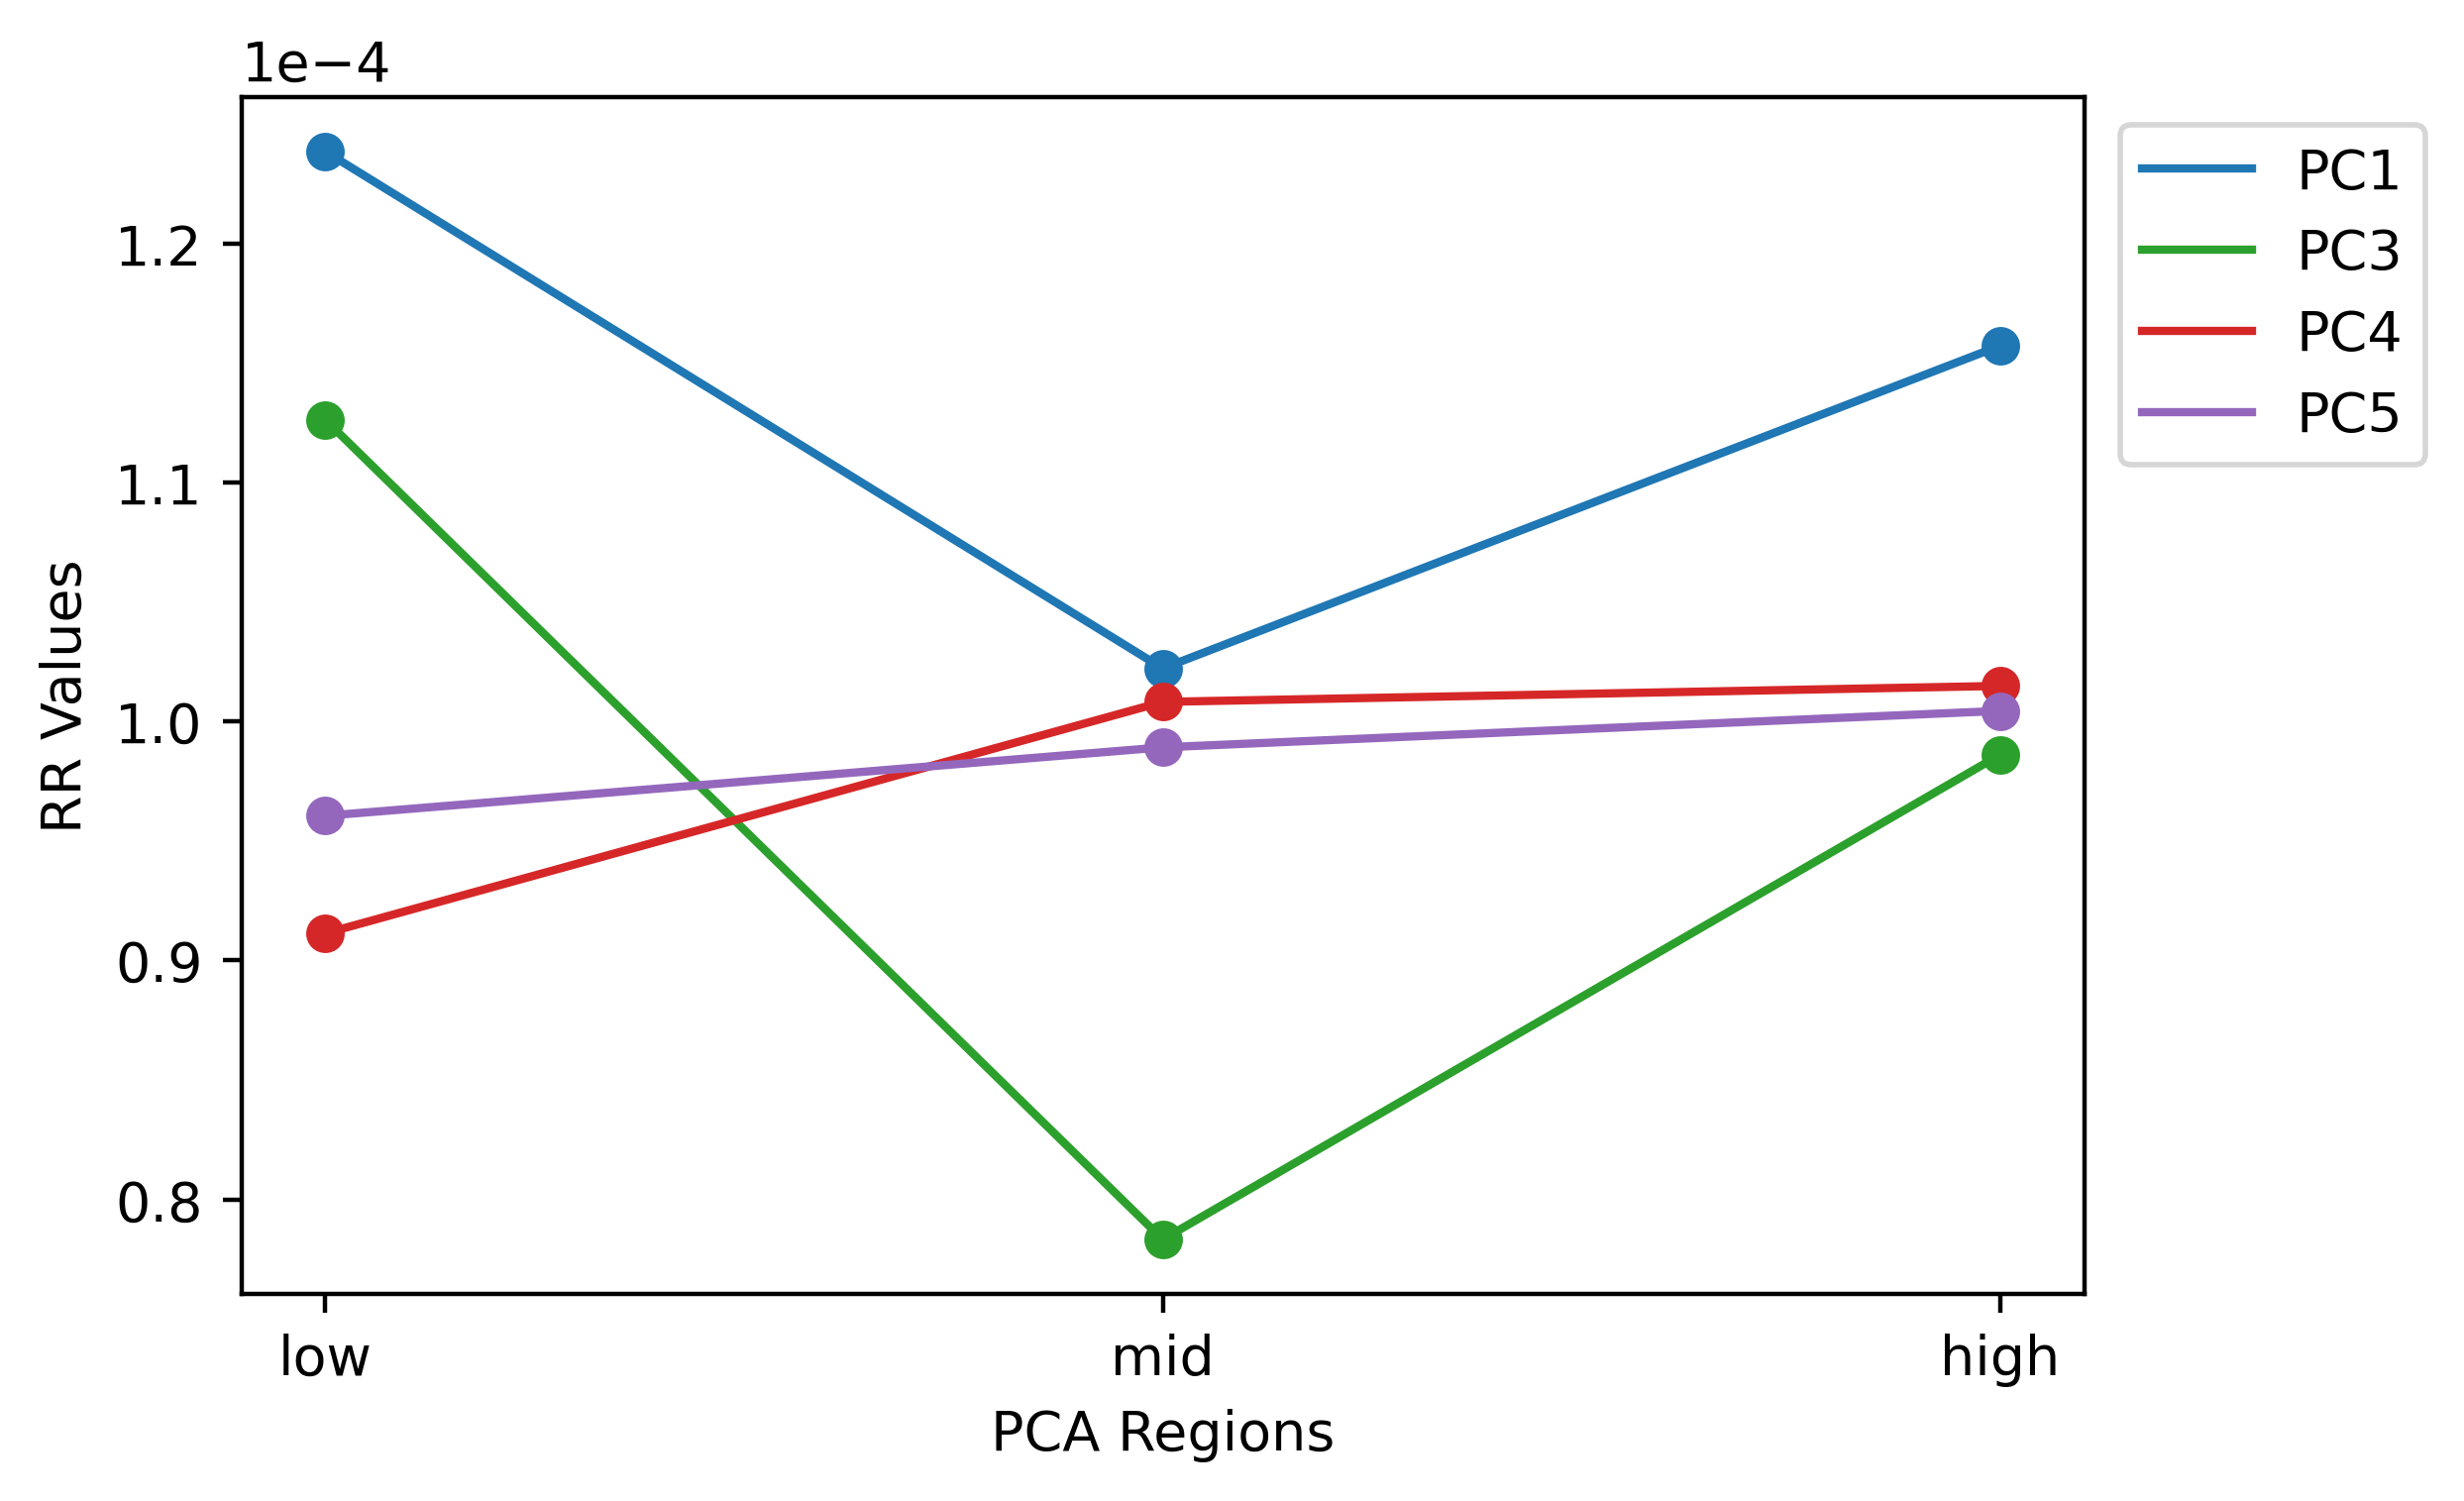 1e−4
1.2
1.1
1.0
0.9
0.8
RR Values
low
mid
high
PCA Regions
PC1
PC3
PC4
PC5